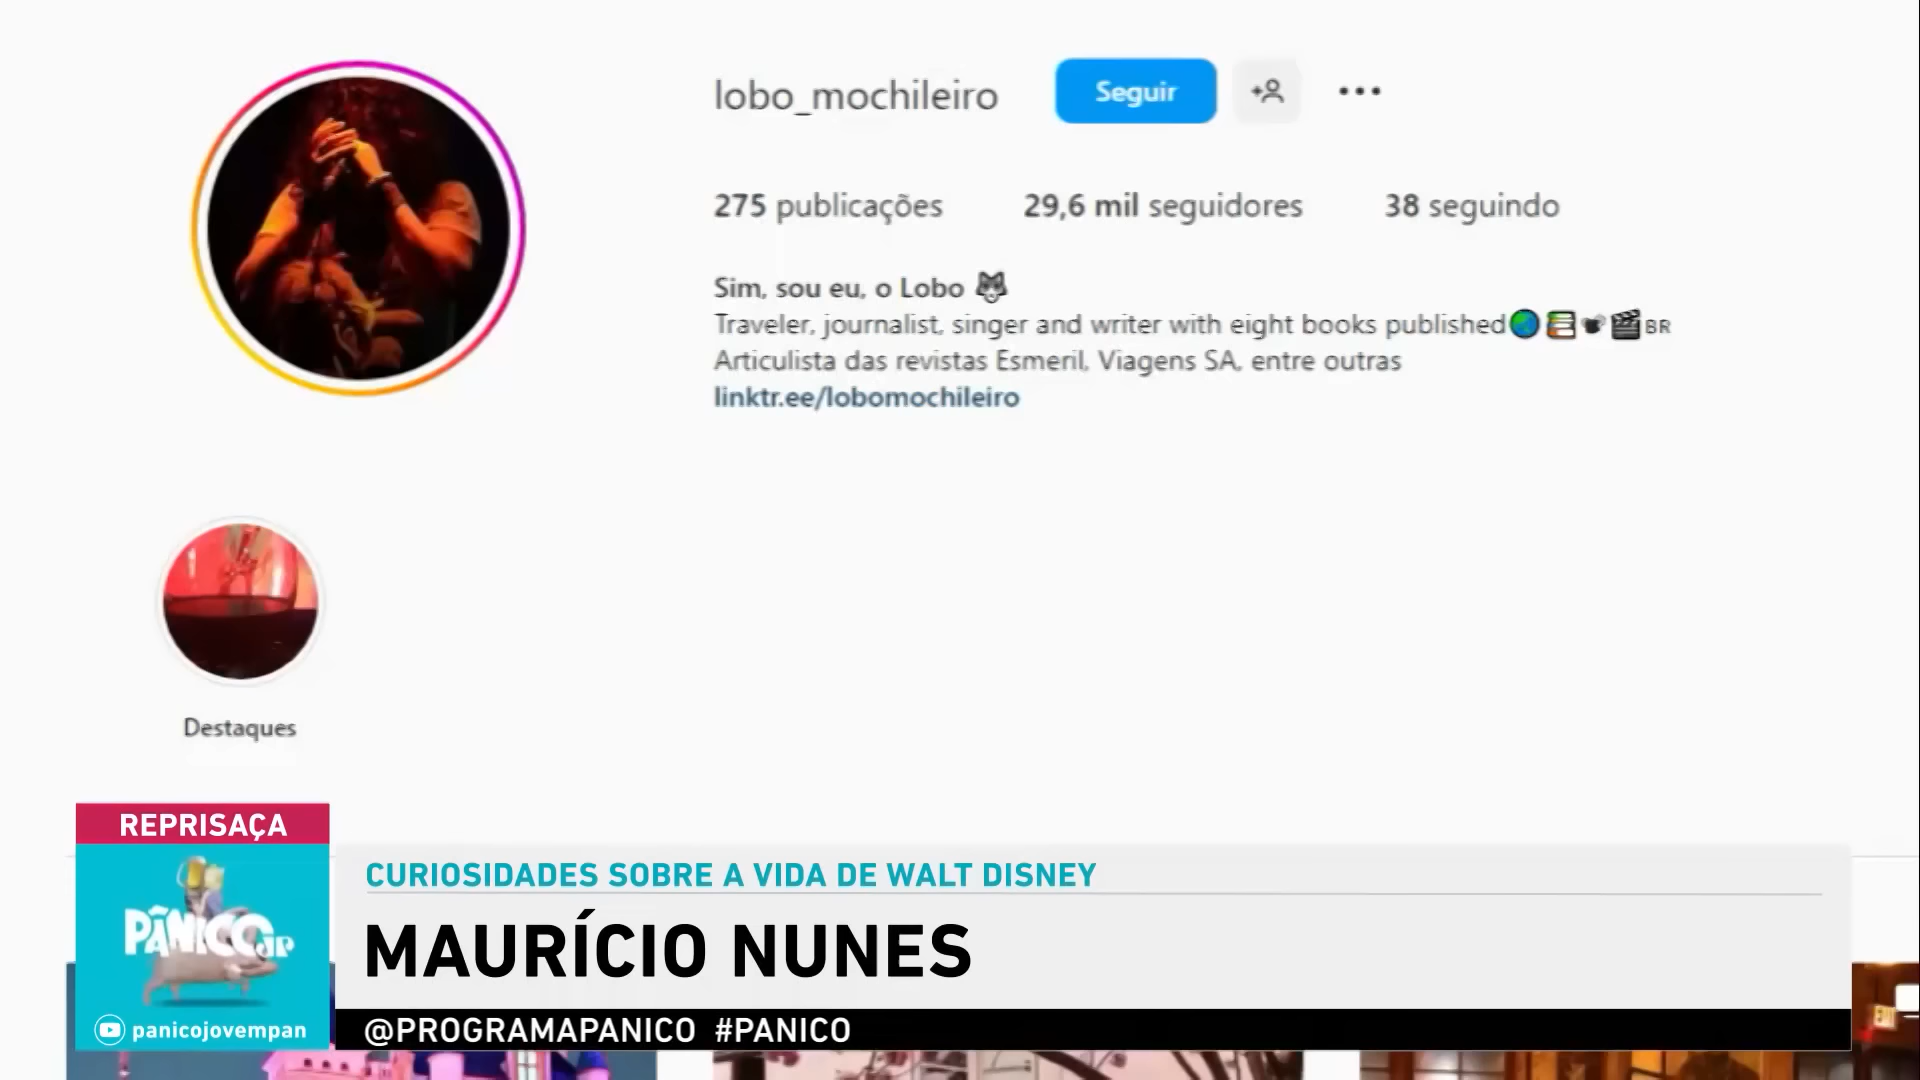 lobo_mochileiro
Seguir
275 publicações 29,6 mil seguidores 38 seguindo
Sim, sou eu, o Lobo 🐺
Traveler, journalist, singer and writer with eight books published🌎📚☕🎬BR
Articulista das revistas Esmeril, Viagens SA, entre outras
linktr.ee/lobomochileiro
Destaques
REPRISAÇA
CURIOSIDADES SOBRE A VIDA DE WALT DISNEY
PÂNICO JP
MAURÍCIO NUNES
panicojovempan
@PROGRAMAPANICO #PANICO
EXIT